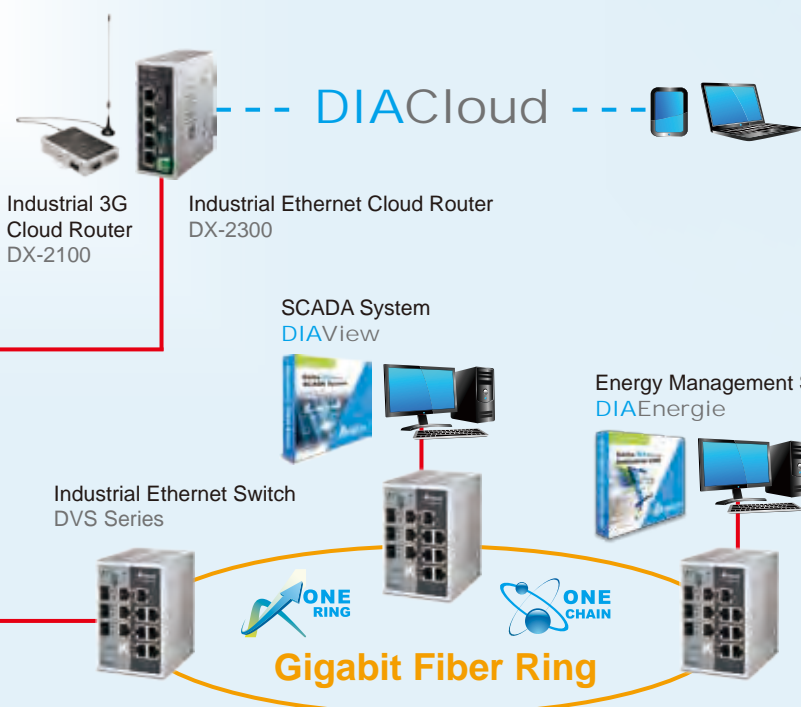 DIACloud
Industrial 3G
Cloud Router
DX-2100
Industrial Ethernet Cloud Router
DX-2300
SCADA System
DIAView
Energy Management
DIAEnergie
Industrial Ethernet Switch
DVS Series
ONE
RING
ONE
CHAIN
Gigabit Fiber Ring